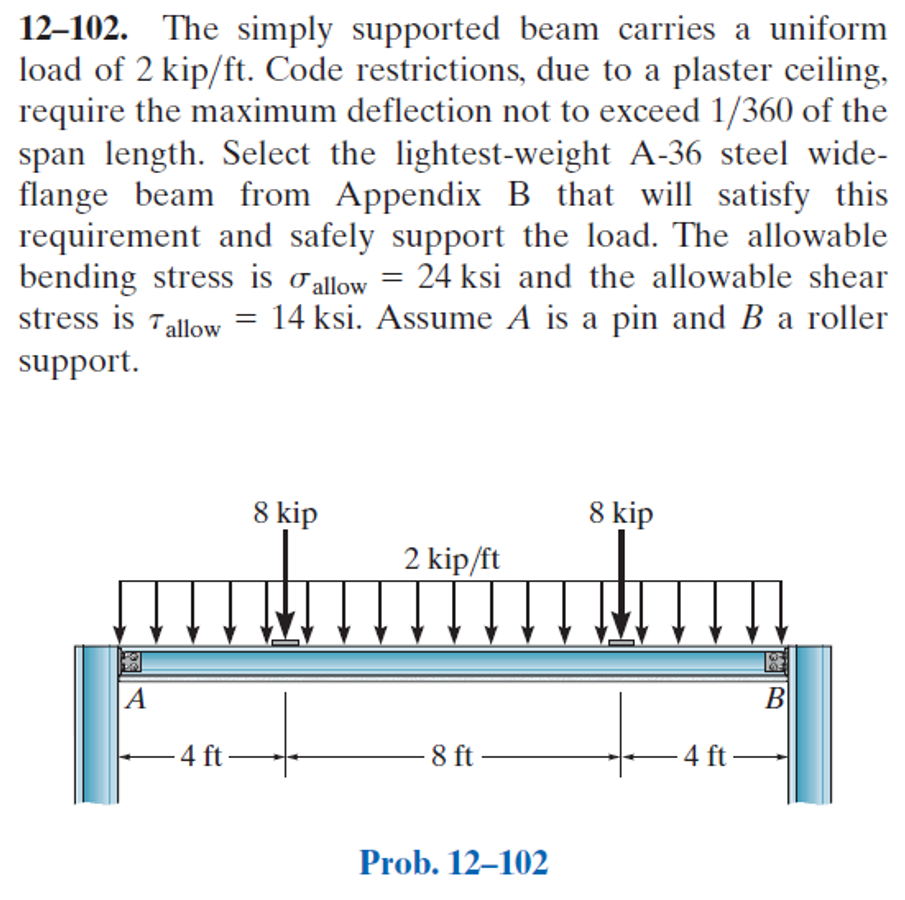 12–102. The simply supported beam carries a uniform
load of 2 kip/ft. Code restrictions, due to a plaster ceiling,
require the maximum deflection not to exceed 1/360 of the
span length. Select the lightest-weight A-36 steel wide-
flange beam from Appendix B that will satisfy this
requirement and safely support the load. The allowable
bending stress is σallow = 24 ksi and the allowable shear
stress is τallow = 14 ksi. Assume A is a pin and B a roller
support.
8 kip
8 kip
2 kip/ft
A
B
4 ft
8 ft
4 ft
Prob. 12–102